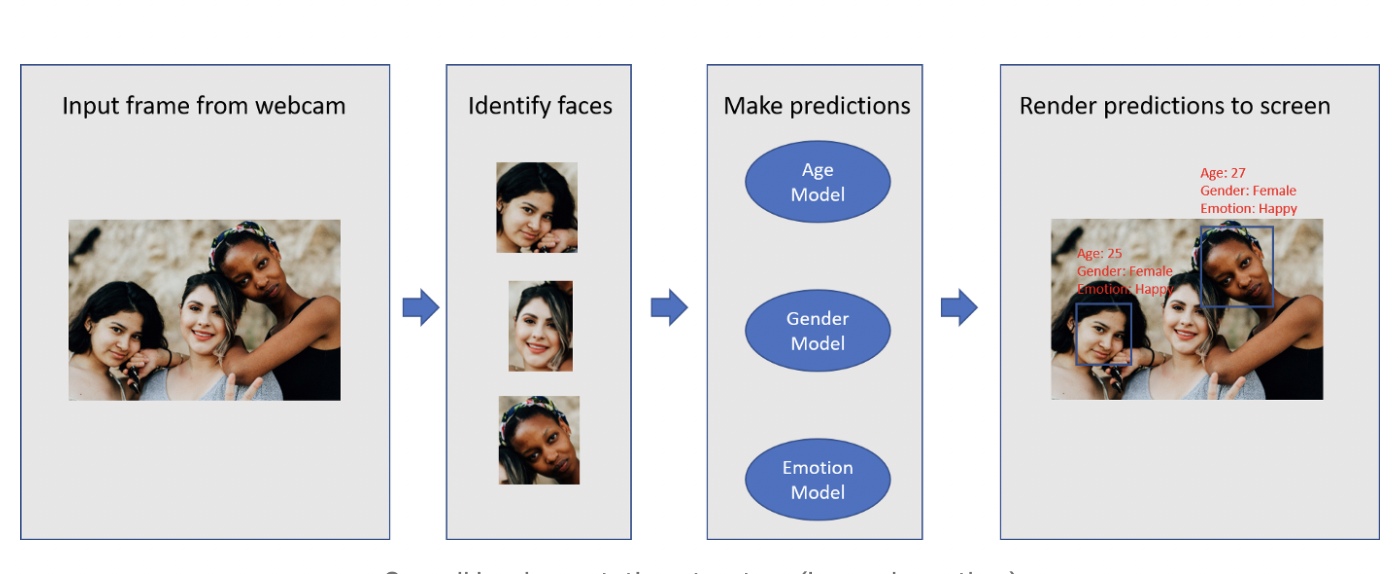 Input frame from webcam
Identify faces
Make predictions
Age
Model
Gender
Model
Emotion
Model
Render predictions to screen
Age: 27
Gender: Female
Emotion: Happy
Age: 25
Gender: Female
Emotion: Happy